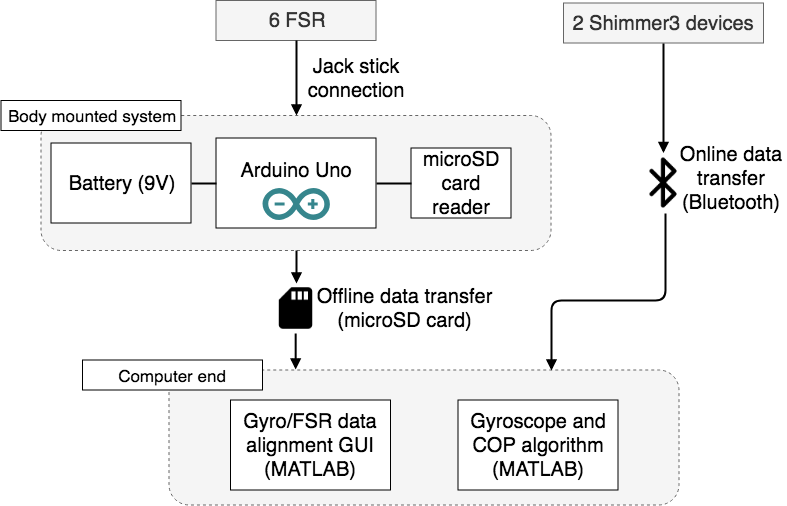 6 FSR
2 Shimmer3 devices
Jack stick
connection
Body mounted system
Battery (9V)
Arduino Uno
microSD
card
reader
Online data
transfer
(Bluetooth)
Offline data transfer
(microSD card)
Computer end
Gyro/FSR data
alignment GUI
(MATLAB)
Gyroscope and
COP algorithm
(MATLAB)